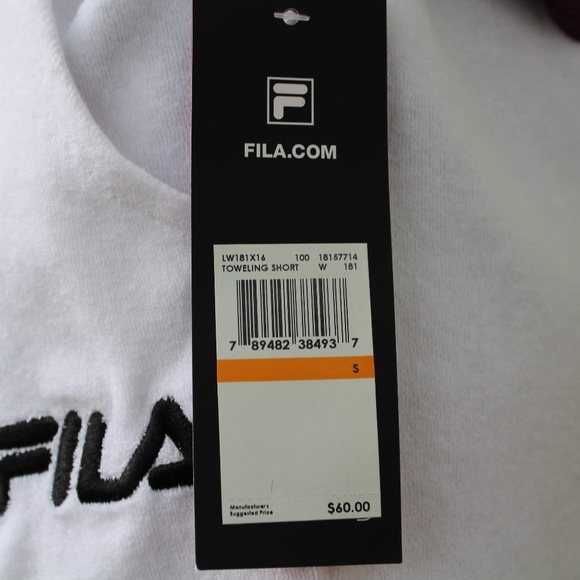 F
FILA.COM
LW181X16 100 18157714
TOWELING SHORT W 181
7 89482 38493 7
S
Manufacturers
Suggested Price
$60.00
FILA